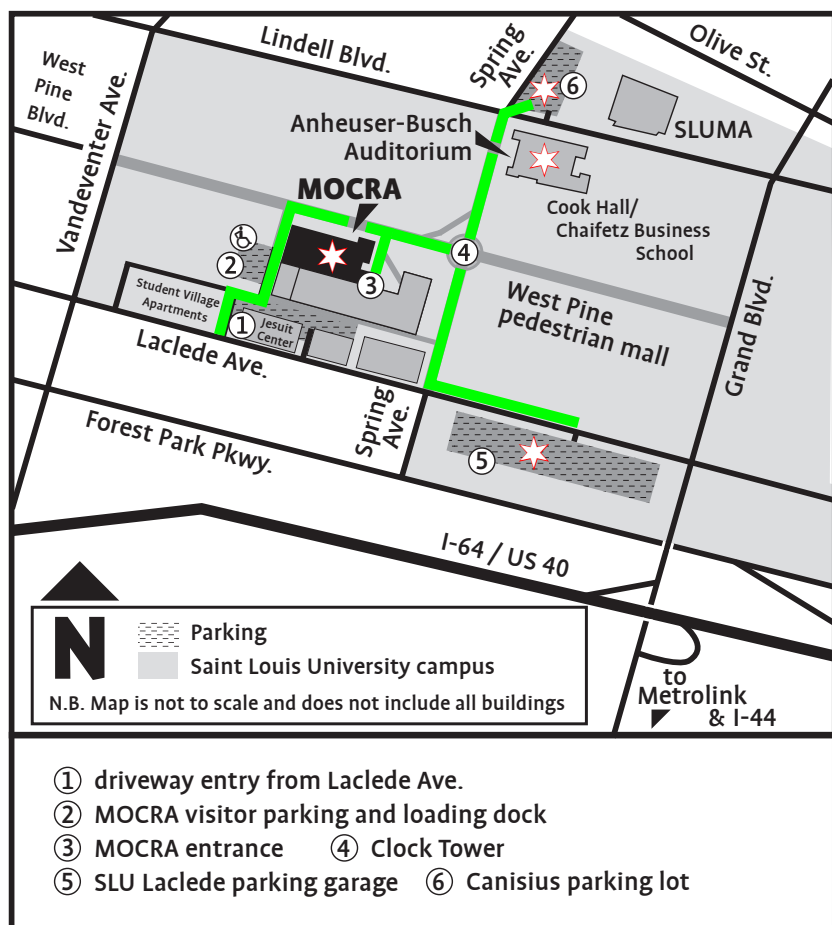 Lindell Blvd.
Spring
Ave.
Olive St.
West
Pine
Blvd.
Vandeventer Ave.
6
SLUMA
Anheuser-Busch
Auditorium
MOCRA
Cook Hall/
Chaifetz Business
School
4
2
3
Student Village
Apartments
1
Jesuit
Center
West Pine
pedestrian mall
Grand Blvd.
Laclede Ave.
Spring
Ave.
Forest Park Pkwy.
5
I-64 / US 40
N
Parking
Saint Louis University campus
N.B. Map is not to scale and does not include all buildings
to
Metrolink
& I-44
1 driveway entry from Laclede Ave.
2 MOCRA visitor parking and loading dock
3 MOCRA entrance 4 Clock Tower
5 SLU Laclede parking garage 6 Canisius parking lot